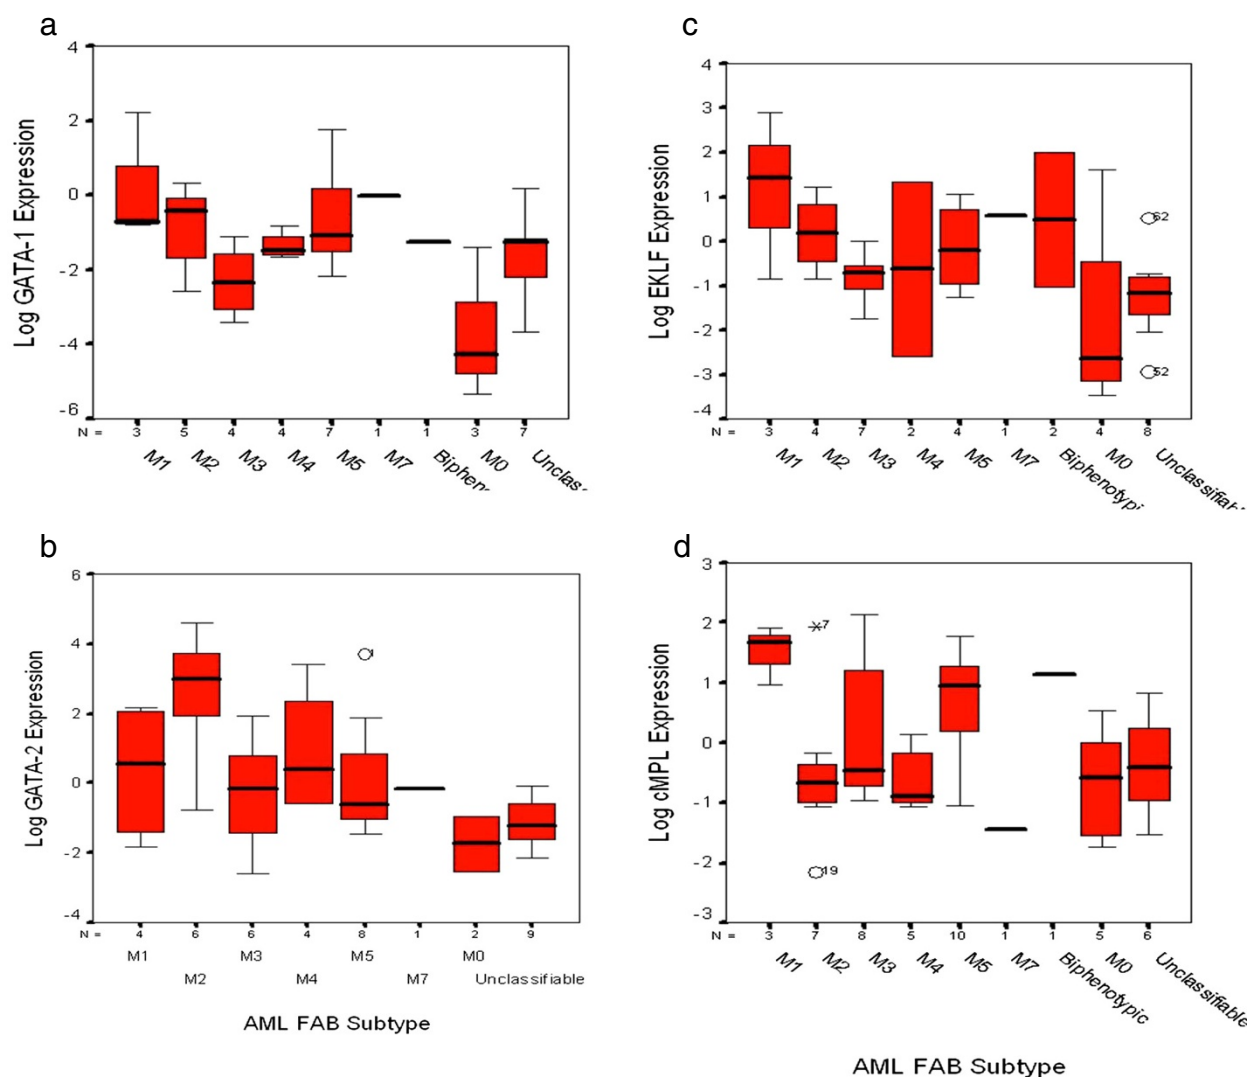 a
Log GATA-1 Expression
4
2
0
-2
-4
-6
N = 3 5 4 4 7 1 1 3 7
M1 M2 M3 M4 M5 M7 Biphen M0 Unclas
c
Log EKLF Expression
4
3
2
1
0
-1
-2
-3
-4
62
52
N = 3 4 7 2 4 1 2 4 8
M1 M2 M3 M4 M5 M7 Biphenotypi M0 Unclassifiabl
b
Log GATA-2 Expression
6
4
2
0
-2
-4
N = 4 6 6 4 8 1 2 9
M1 M3 M5 M0
M2 M4 M7 Unclassifiable
AML FAB Subtype
d
Log cMPL Expression
3
2
1
0
-1
-2
-3
7
19
N = 3 7 8 5 10 1 1 5 6
M1 M2 M3 M4 M5 M7 Biphenotypic M0 Unclassifiable
AML FAB Subtype